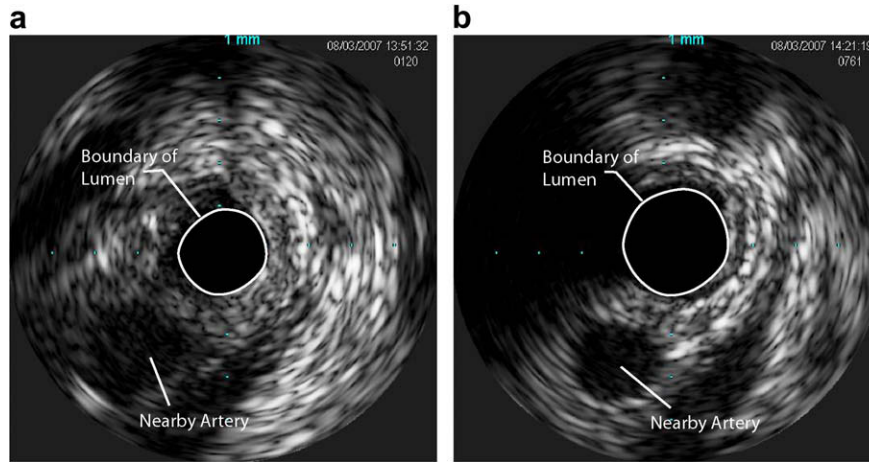 a
1 mm
08/03/2007 13:51:32
0120
Boundary of
Lumen
Nearby Artery
b
1 mm
08/03/2007 14:21:19
0761
Boundary of
Lumen
Nearby Artery